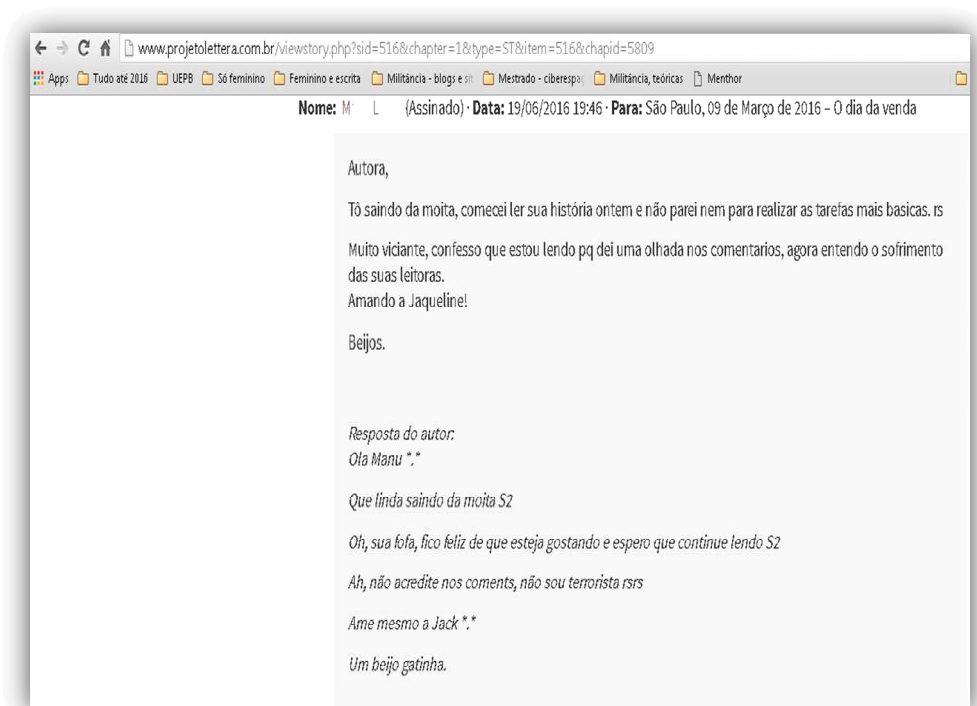 www.projetolettera.com.br/viewstory.php?sid=516&chapter=1&type=ST&item=516&chapid=5809
Apps Tudo até 2016 UEPB Só feminino Feminino e escrita Militância - blogs e sit Mestrado - ciberespaç Militância, teóricas Menthor
Nome: M L (Assinado) · Data: 19/06/2016 19:46 · Para: São Paulo, 09 de Março de 2016 – O dia da venda
Autora,
Tô saindo da moita, comecei ler sua história ontem e não parei nem para realizar as tarefas mais basicas. rs
Muito viciante, confesso que estou lendo pq dei uma olhada nos comentarios, agora entendo o sofrimento
das suas leitoras.
Amando a Jaqueline!
Beijos.
Resposta do autor:
Ola Manu *.*
Que linda saindo da moita S2
Oh, sua fofa, fico feliz de que esteja gostando e espero que continue lendo S2
Ah, não acredite nos coments, não sou terrorista rsrs
Ame mesmo a Jack *.*
Um beijo gatinha.